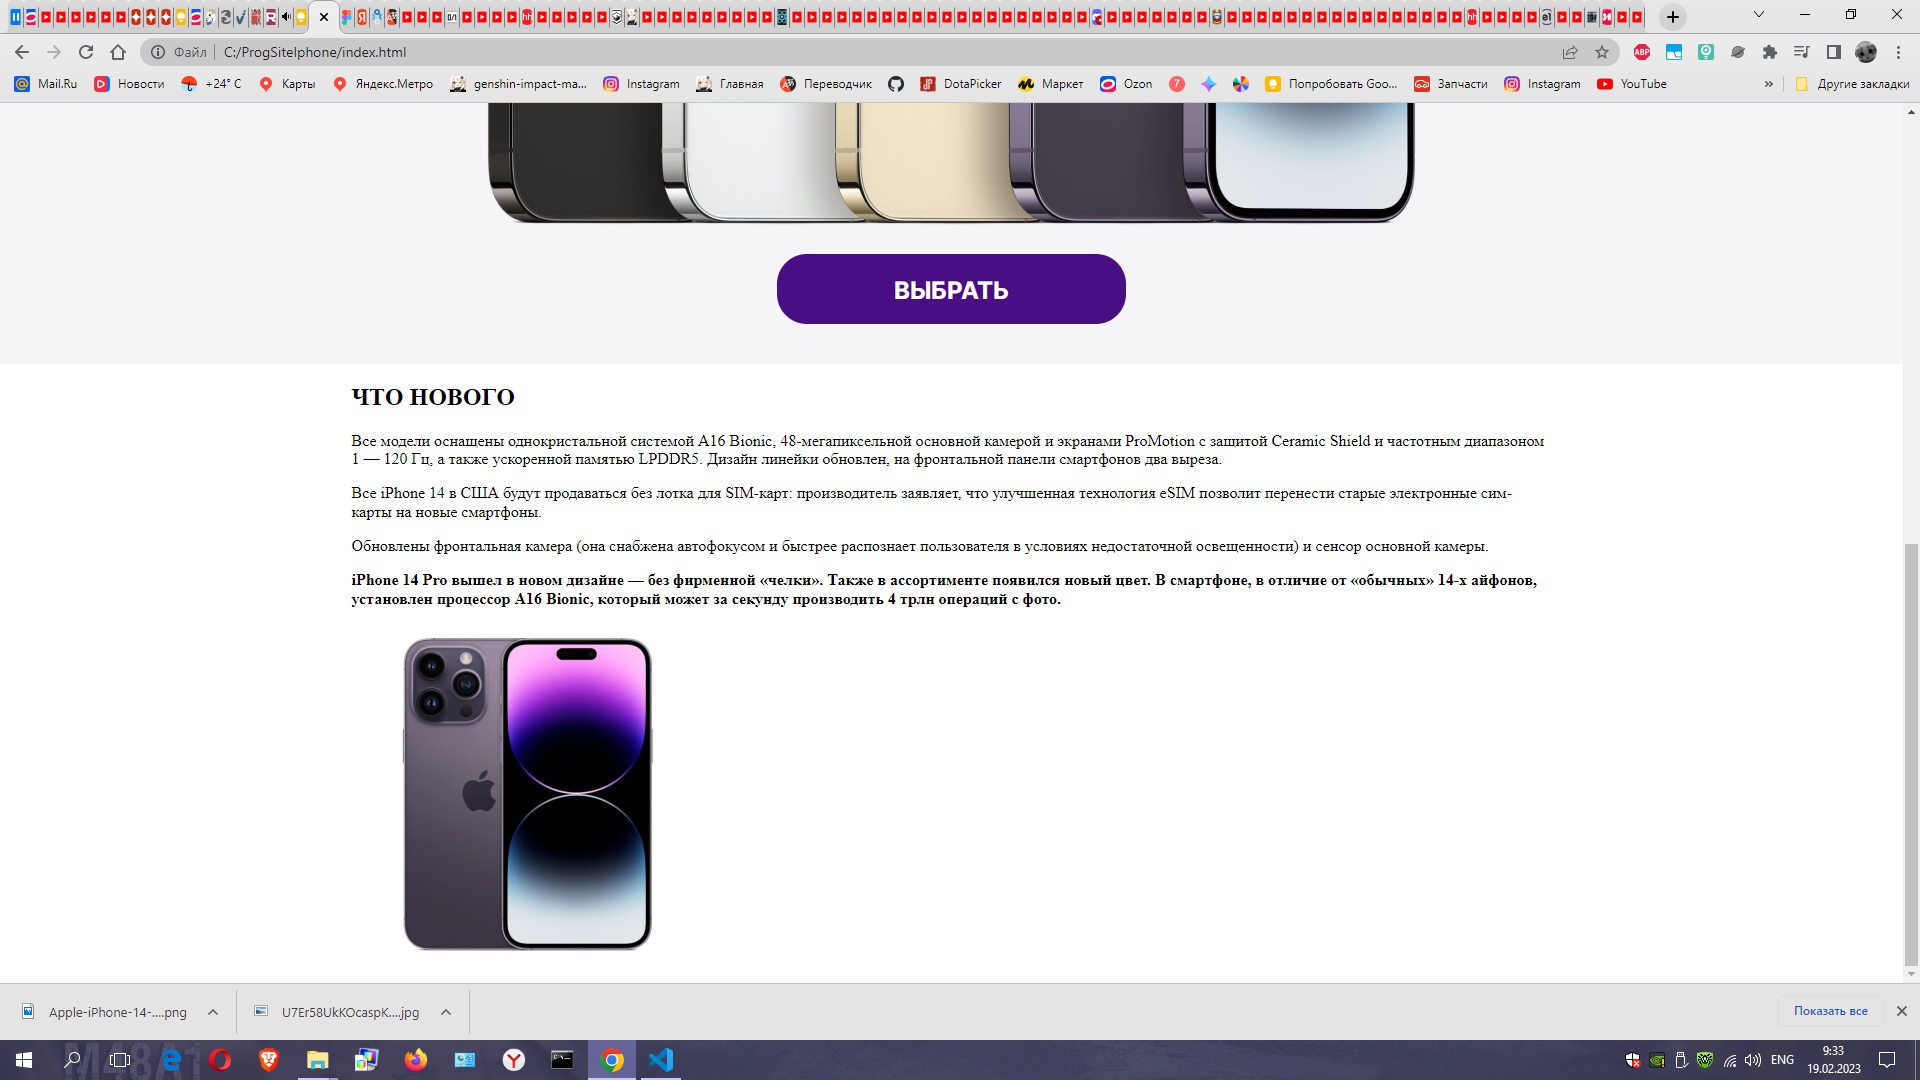 Файл
C:/ProgSiteIphone/index.html
Mail.Ru
Новости
+24° C
Карты
Яндекс.Метро
genshin-impact-ma...
Instagram
Главная
Переводчик
DotaPicker
Маркет
Ozon
7
Попробовать Goo...
Запчасти
Instagram
YouTube
»
Другие закладки
ВЫБРАТЬ
ЧТО НОВОГО
Все модели оснащены однокристальной системой A16 Bionic, 48-мегапиксельной основной камерой и экранами ProMotion с защитой Ceramic Shield и частотным диапазоном
1 — 120 Гц, а также ускоренной памятью LPDDR5. Дизайн линейки обновлен, на фронтальной панели смартфонов два выреза.
Все iPhone 14 в США будут продаваться без лотка для SIM-карт: производитель заявляет, что улучшенная технология eSIM позволит перенести старые электронные сим-
карты на новые смартфоны.
Обновлены фронтальная камера (она снабжена автофокусом и быстрее распознает пользователя в условиях недостаточной освещенности) и сенсор основной камеры.
iPhone 14 Pro вышел в новом дизайне — без фирменной «челки». Также в ассортименте появился новый цвет. В смартфоне, в отличие от «обычных» 14-х айфонов,
установлен процессор A16 Bionic, который может за секунду производить 4 трлн операций с фото.
Apple-iPhone-14-....png
U7Er58UkKOcaspK....jpg
Показать все
ENG
9:33
19.02.2023